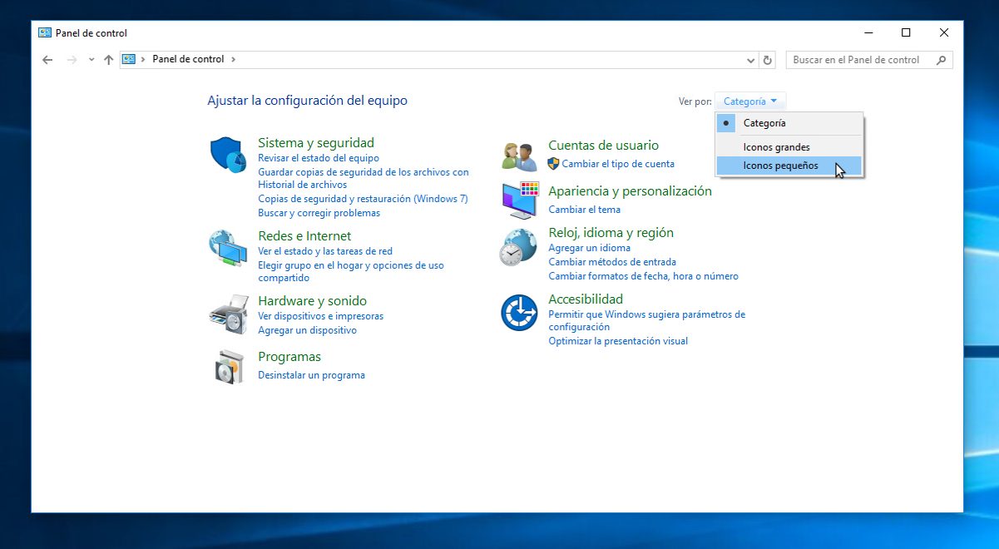 Panel de control
Panel de control
Buscar en el Panel de control
Ajustar la configuración del equipo
Ver por:
Categoría
Categoría
Iconos grandes
Iconos pequeños
Sistema y seguridad
Revisar el estado del equipo
Guardar copias de seguridad de los archivos con
Historial de archivos
Copias de seguridad y restauración (Windows 7)
Buscar y corregir problemas
Redes e Internet
Ver el estado y las tareas de red
Elegir grupo en el hogar y opciones de uso
compartido
Hardware y sonido
Ver dispositivos e impresoras
Agregar un dispositivo
Programas
Desinstalar un programa
Cuentas de usuario
Cambiar el tipo de cuenta
Apariencia y personalización
Cambiar el tema
Reloj, idioma y región
Agregar un idioma
Cambiar métodos de entrada
Cambiar formatos de fecha, hora o número
Accesibilidad
Permitir que Windows sugiera parámetros de
configuración
Optimizar la presentación visual